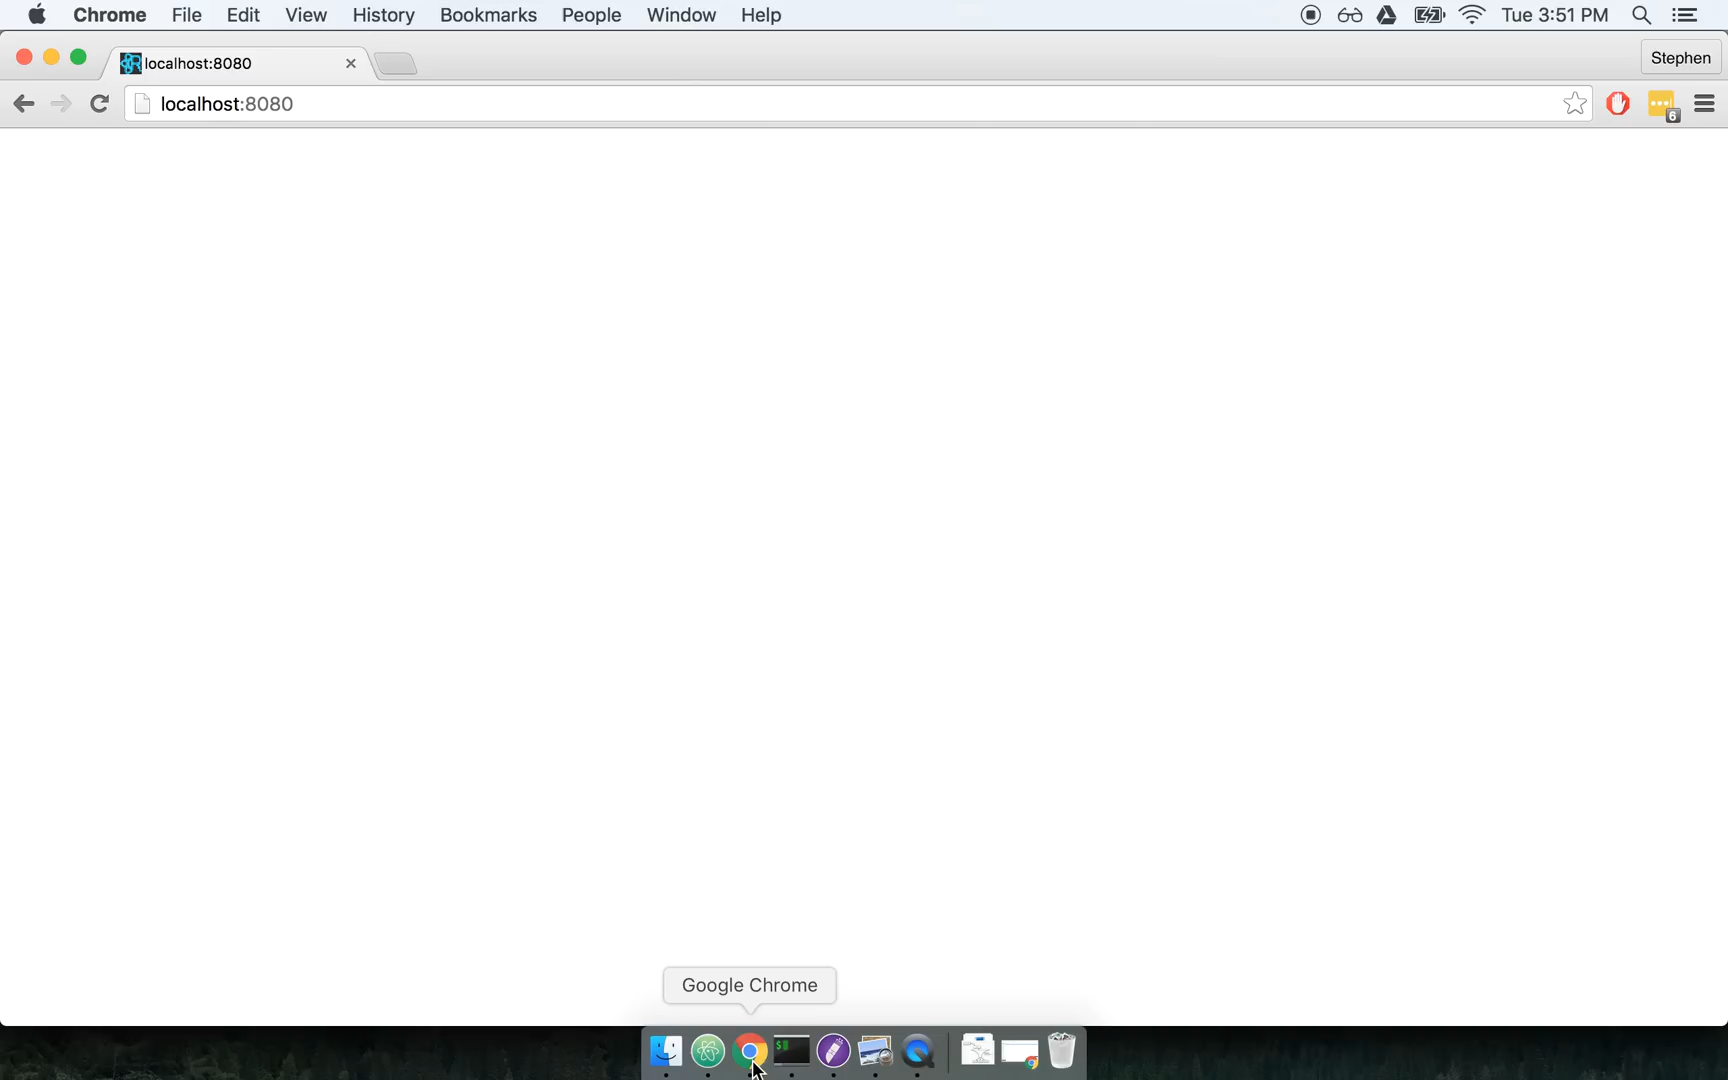 Chrome File Edit View History Bookmarks People Window Help Tue 3:51 PM
localhost:8080 Stephen
localhost:8080 6
Google Chrome
$